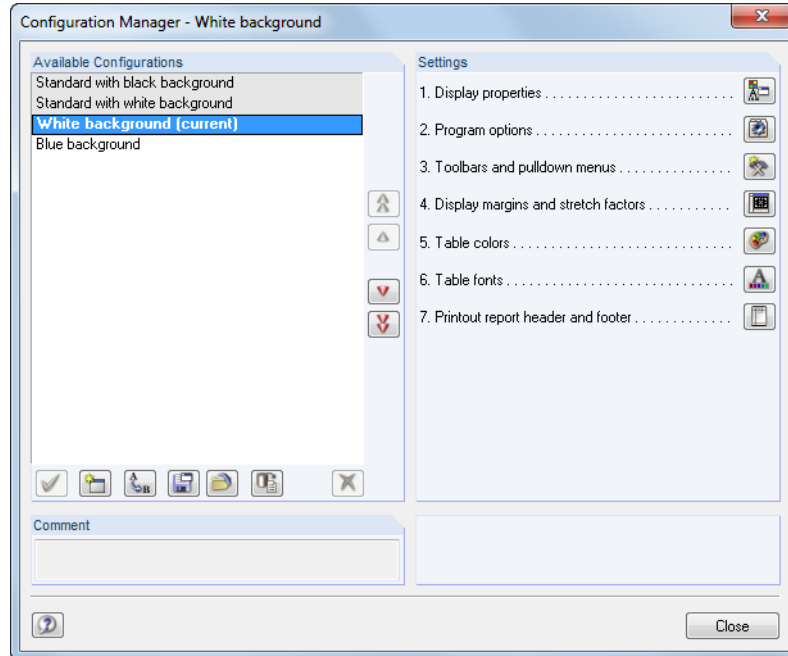 Configuration Manager - White background
Available Configurations
Standard with black background
Standard with white background
White background (current)
Blue background
Settings
1. Display properties
2. Program options
3. Toolbars and pulldown menus
4. Display margins and stretch factors
5. Table colors
6. Table fonts
7. Printout report header and footer
Comment
Close